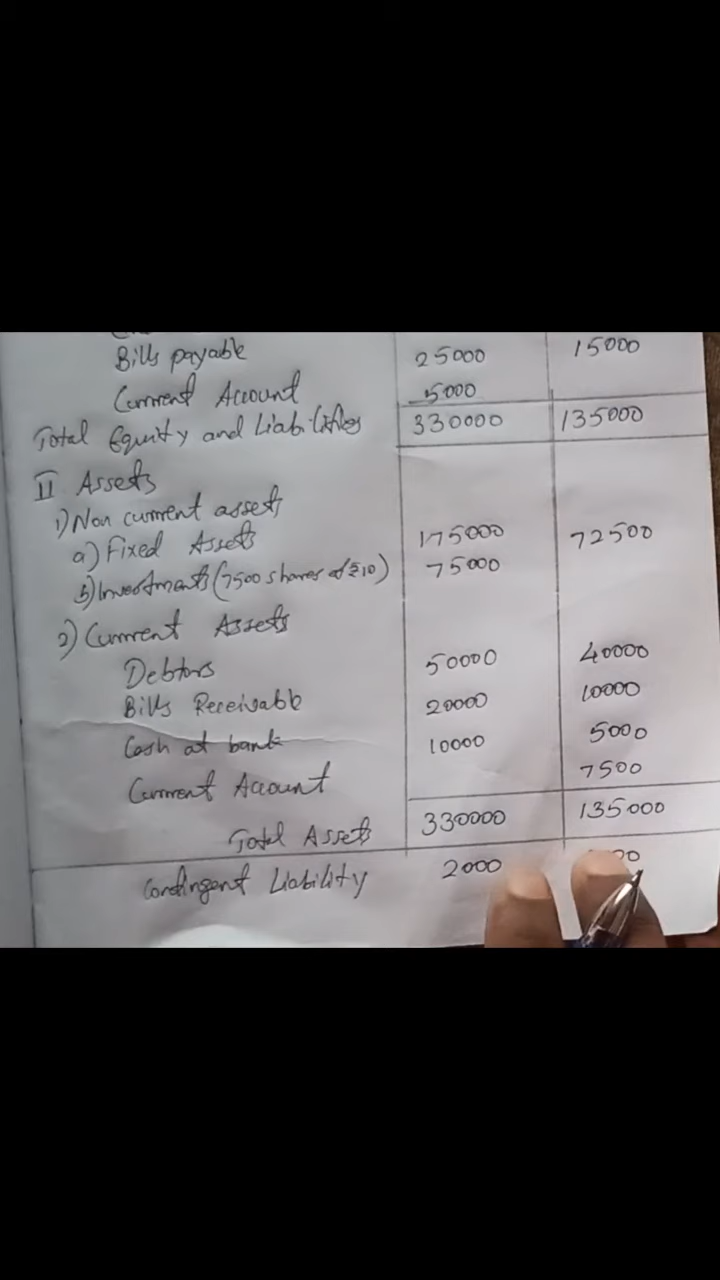 Bills payable 25000 15000
Current Account 5000
Total Equity and Liabilities 330000 135000
II Assets
1) Non current assets
a) Fixed Assets 175000 72500
b) Investments (7500 shares of ₹10) 75000
2) Current Assets
Debtors 50000 40000
Bills Receivable 20000 10000
Cash at bank 10000 5000
Current Account 7500
Total Assets 330000 135000
Contingent Liability 2000